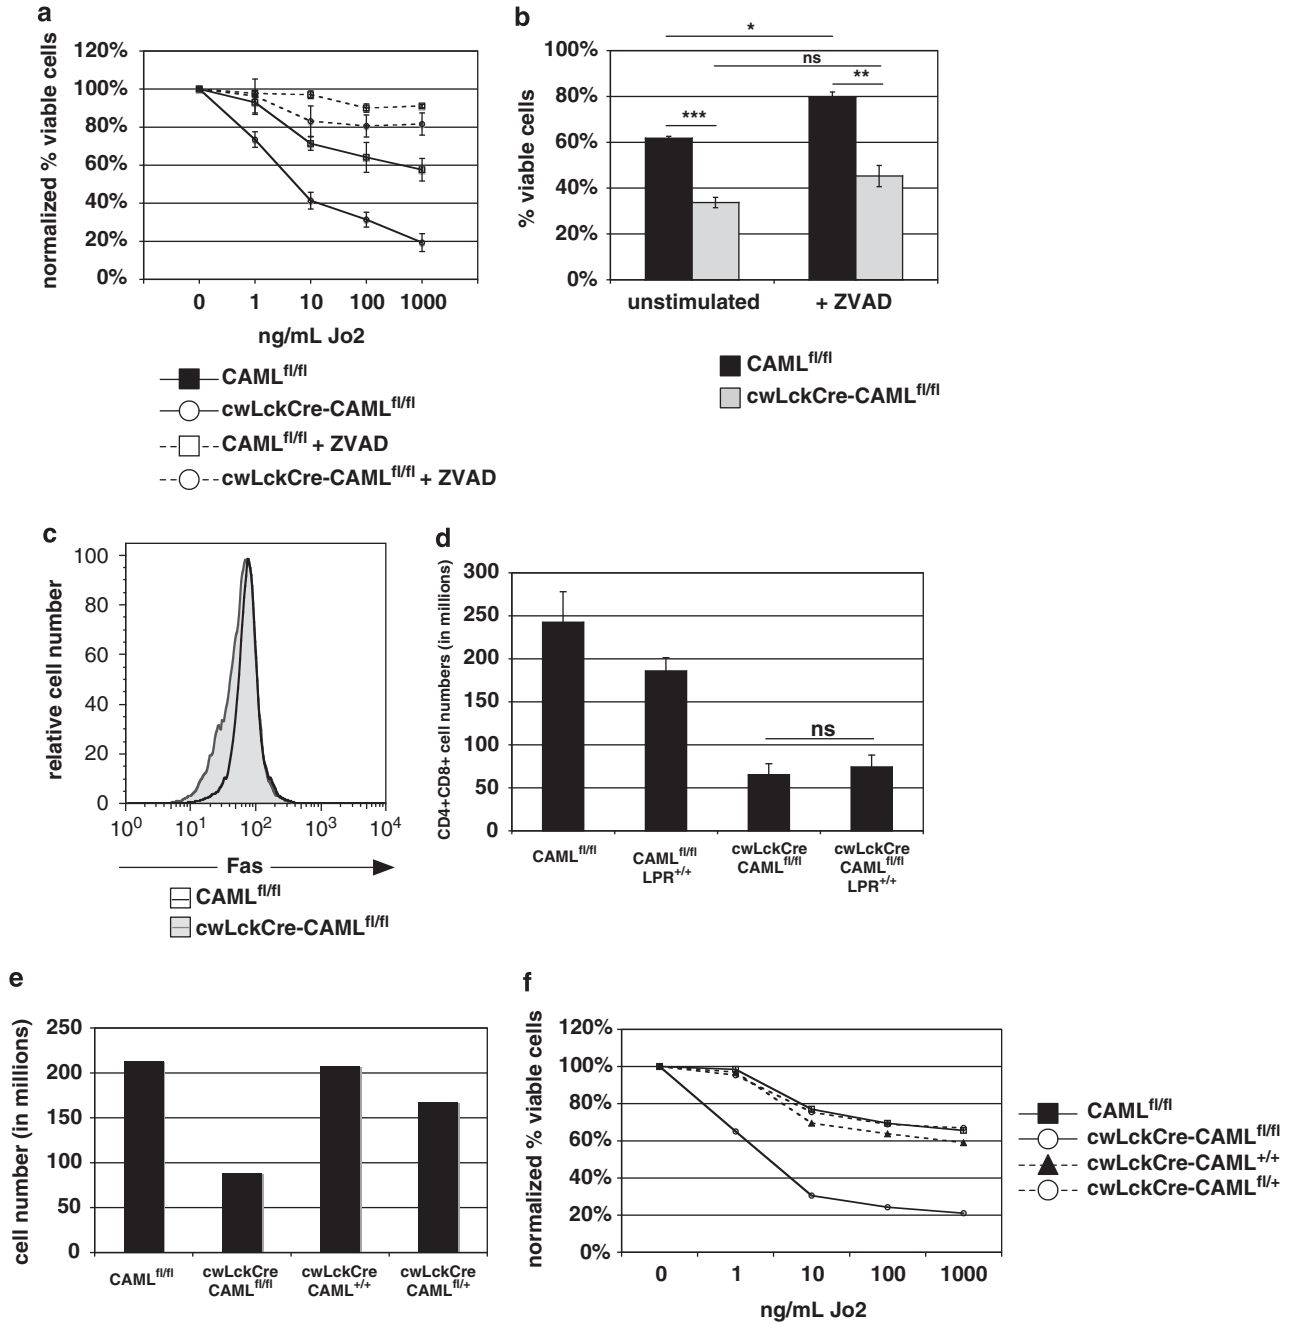 a
normalized % viable cells
120%
100%
80%
60%
40%
20%
0%
0 1 10 100 1000
ng/mL Jo2
CAML^fl/fl
cwLckCre-CAML^fl/fl
CAML^fl/fl + ZVAD
cwLckCre-CAML^fl/fl + ZVAD
b
% viable cells
100%
80%
60%
40%
20%
0%
*
ns
**
***
unstimulated + ZVAD
CAML^fl/fl
cwLckCre-CAML^fl/fl
c
relative cell number
100
80
60
40
20
0
10^0 10^1 10^2 10^3 10^4
Fas
CAML^fl/fl
cwLckCre-CAML^fl/fl
d
CD4+CD8+ cell numbers (in millions)
300
250
200
150
100
50
0
ns
CAML^fl/fl
CAML^fl/fl
LPR^+/+
cwLckCre
CAML^fl/fl
cwLckCre
CAML^fl/fl
LPR^+/+
e
cell number (in millions)
250
200
150
100
50
0
CAML^fl/fl
cwLckCre
CAML^fl/fl
cwLckCre
CAML^+/+
cwLckCre
CAML^fl/+
f
normalized % viable cells
120%
100%
80%
60%
40%
20%
0%
0 1 10 100 1000
ng/mL Jo2
CAML^fl/fl
cwLckCre-CAML^fl/fl
cwLckCre-CAML^+/+
cwLckCre-CAML^fl/+